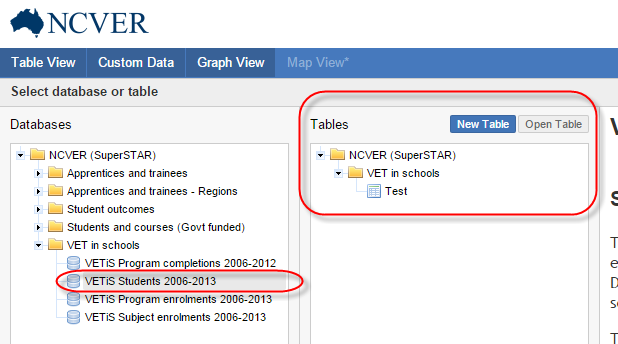 NCVER
Table View Custom Data Graph View Map View*
Select database or table
Databases
NCVER (SuperSTAR)
Apprentices and trainees
Apprentices and trainees - Regions
Student outcomes
Students and courses (Govt funded)
VET in schools
VETiS Program completions 2006-2012
VETiS Students 2006-2013
VETiS Program enrolments 2006-2013
VETiS Subject enrolments 2006-2013
Tables New Table Open Table
NCVER (SuperSTAR)
VET in schools
Test